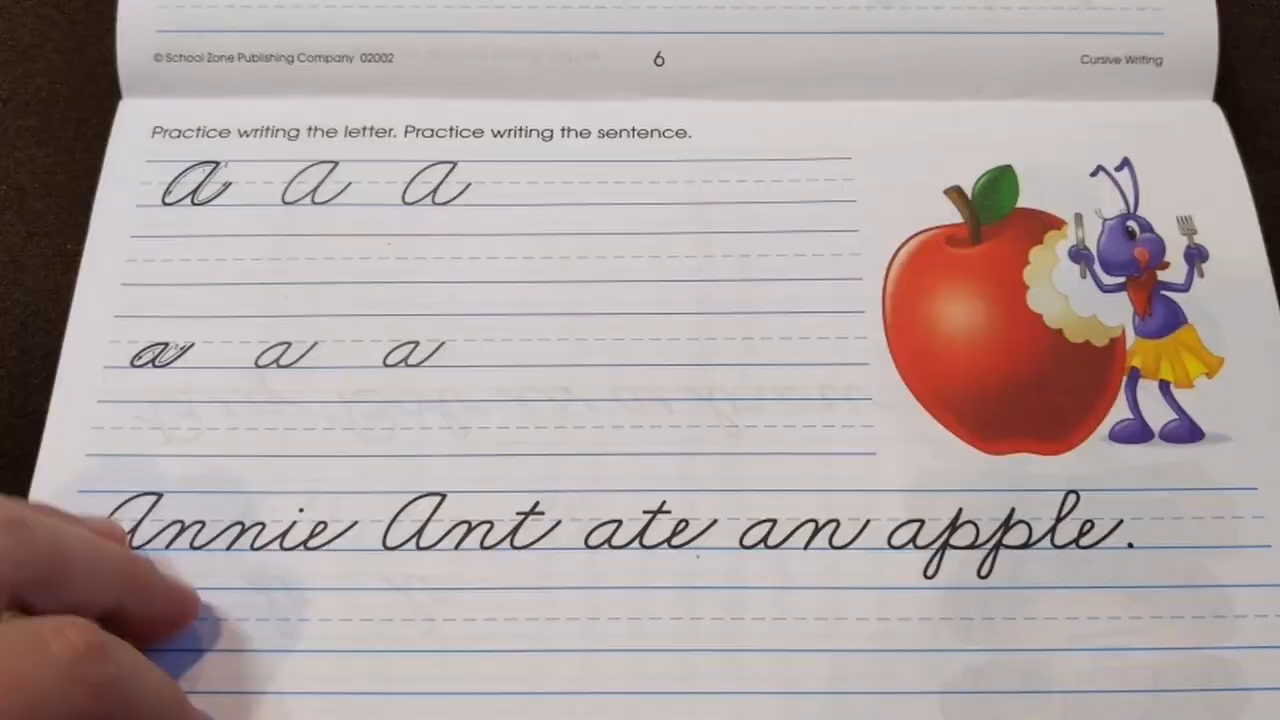 © School Zone Publishing Company 02002 6 Cursive Writing
Practice writing the letter. Practice writing the sentence.
A A A
a a a
Annie Ant ate an apple.